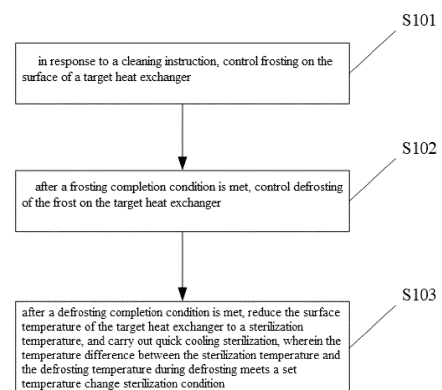 S101
in response to a cleaning instruction, control frosting on the
surface of a target heat exchanger
S102
after a frosting completion condition is met, control defrosting
of the frost on the target heat exchanger
S103
after a defrosting completion condition is met, reduce the surface
temperature of the target heat exchanger to a sterilization
temperature, and carry out quick cooling sterilization, wherein the
temperature difference between the sterilization temperature and
the defrosting temperature during defrosting meets a set
temperature change sterilization condition